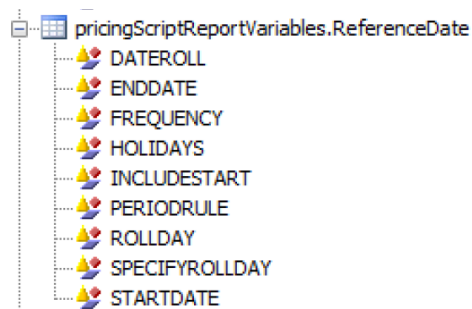 pricingScriptReportVariables.ReferenceDate
DATEROLL
ENDDATE
FREQUENCY
HOLIDAYS
INCLUDESTART
PERIODRULE
ROLLDAY
SPECIFYROLLDAY
STARTDATE